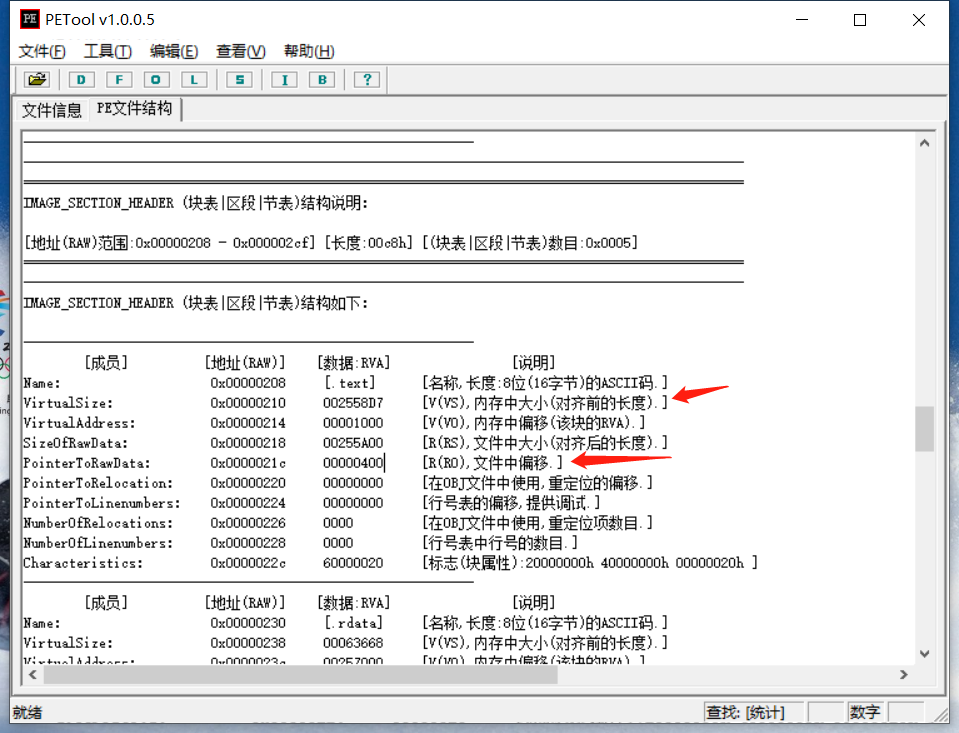 PETool v1.0.0.5
文件(F) 工具(T) 编辑(E) 查看(V) 帮助(H)
D F O L S I B ?
文件信息 PE文件结构
IMAGE_SECTION_HEADER (块表|区段|节表)结构说明:
[地址(RAW)范围:0x00000208 - 0x000002cf] [长度:00c8h] [(块表|区段|节表)数目:0x0005]
IMAGE_SECTION_HEADER (块表|区段|节表)结构如下:
[成员] [地址(RAW)] [数据:RVA] [说明]
Name: 0x00000208 [.text] [名称,长度:8位(16字节)的ASCII码.]
VirtualSize: 0x00000210 002558D7 [V(VS),内存中大小(对齐前的长度).]
VirtualAddress: 0x00000214 00001000 [V(VO),内存中偏移(该块的RVA).]
SizeOfRawData: 0x00000218 00255A00 [R(RS),文件中大小(对齐后的长度).]
PointerToRawData: 0x0000021c 00000400 [R(RO),文件中偏移.]
PointerToRelocation: 0x00000220 00000000 [在OBJ文件中使用,重定位的偏移.]
PointerToLinenumbers: 0x00000224 00000000 [行号表的偏移,提供调试.]
NumberOfRelocations: 0x00000226 0000 [在OBJ文件中使用,重定位项数目.]
NumberOfLinenumbers: 0x00000228 0000 [行号表中行号的数目.]
Characteristics: 0x0000022c 60000020 [标志(块属性):20000000h 40000000h 00000020h ]
[成员] [地址(RAW)] [数据:RVA] [说明]
Name: 0x00000230 [.rdata] [名称,长度:8位(16字节)的ASCII码.]
VirtualSize: 0x00000238 00063668 [V(VS),内存中大小(对齐前的长度).]
VirtualAddress: 0x0000023c 00257000 [V(VO),内存中偏移(该块的RVA).]
就绪 查找: [统计] 数字